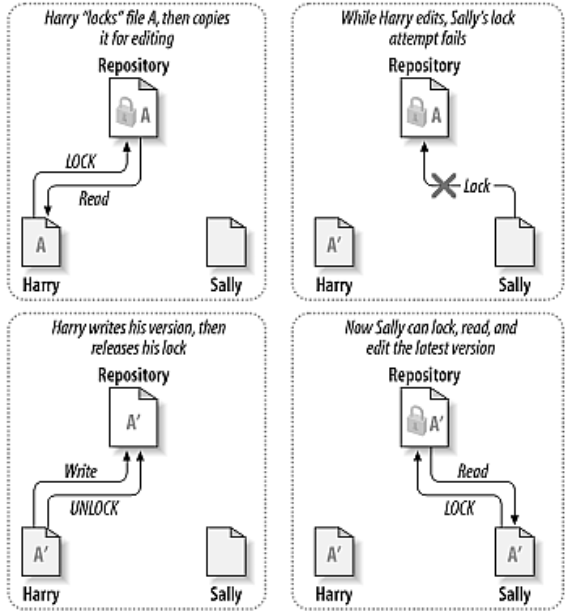 Harry “locks” file A, then copies
it for editing
Repository
A
LOCK
Read
A
Harry
Sally
While Harry edits, Sally’s lock
attempt fails
Repository
A
Lock
A’
Harry
Sally
Harry writes his version, then
releases his lock
Repository
A’
Write
UNLOCK
A’
Harry
Sally
Now Sally can lock, read, and
edit the latest version
Repository
A’
Read
LOCK
A’
A’
Harry
Sally